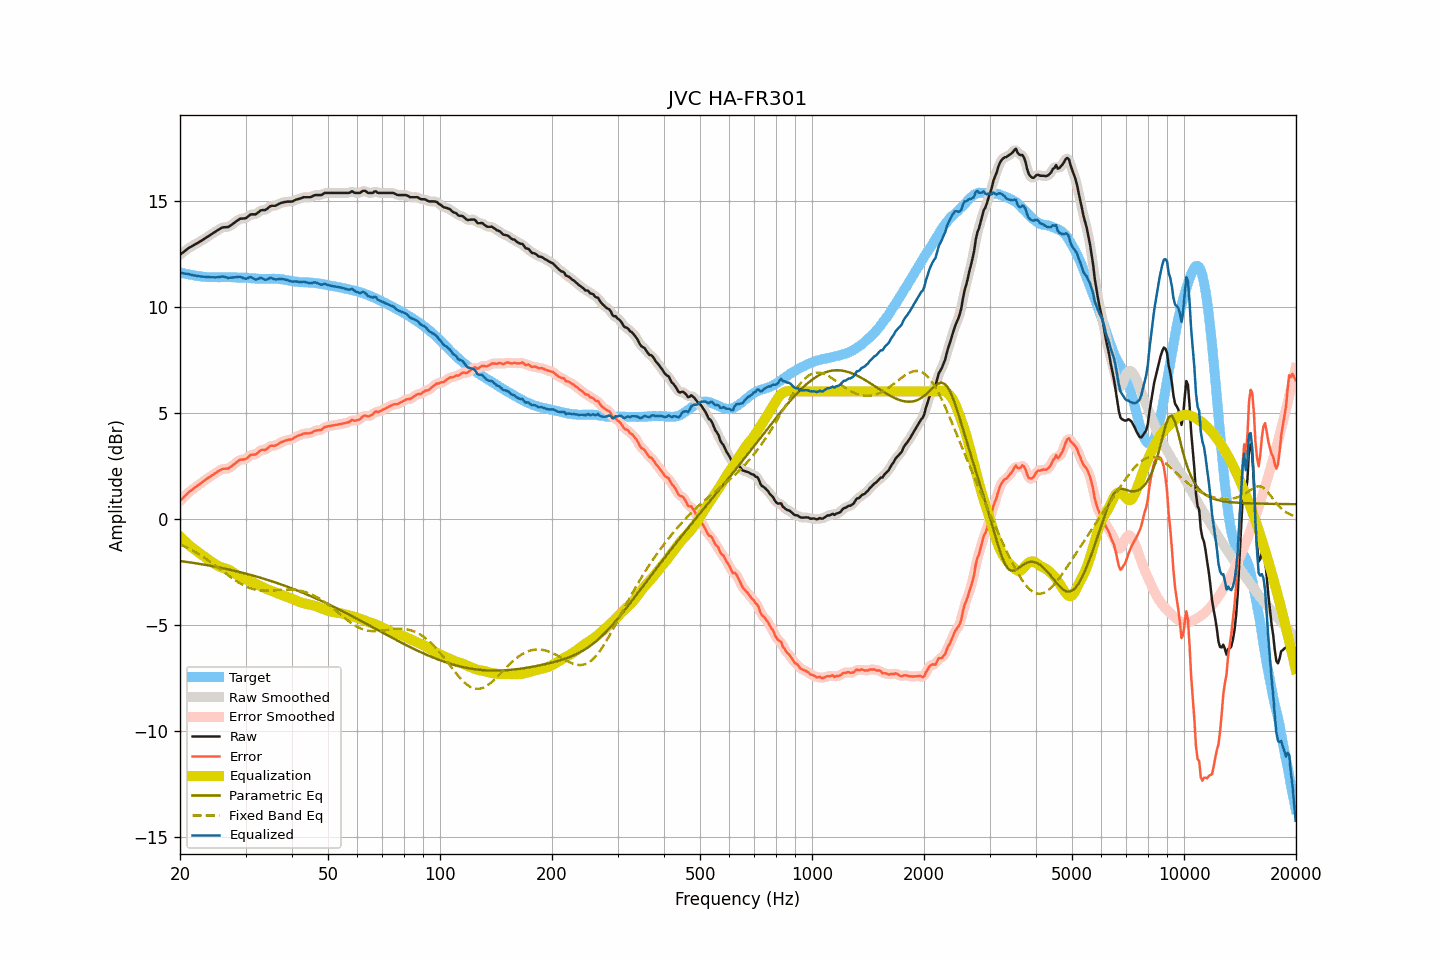 JVC HA-FR301
Amplitude (dBr)
15
10
5
0
−5
−10
−15
Target
Raw Smoothed
Error Smoothed
Raw
Error
Equalization
Parametric Eq
Fixed Band Eq
Equalized
20 50 100 200 500 1000 2000 5000 10000 20000
Frequency (Hz)